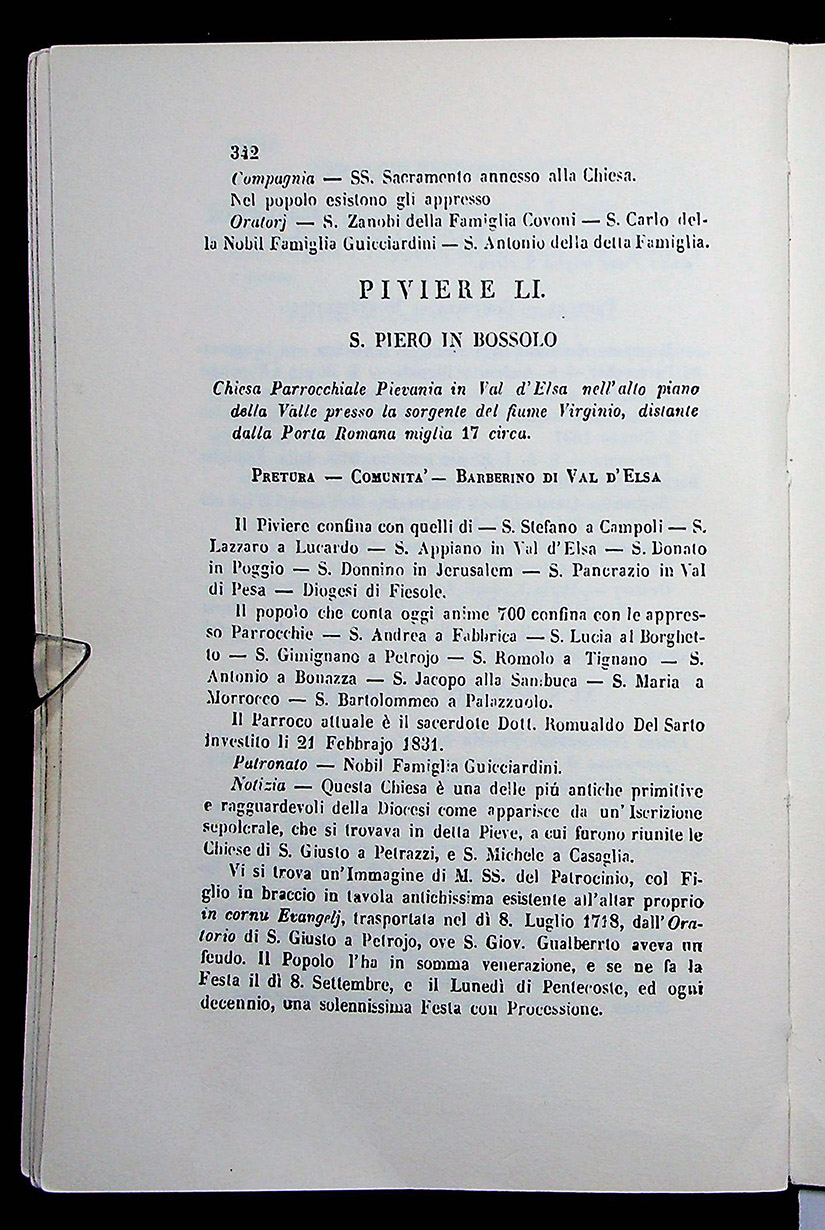 342
Compagnia — SS. Sacramento annesso alla Chiesa.
Nel popolo esistono gli appresso
Oratorj — S. Zanobi della Famiglia Covoni — S. Carlo del-
la Nobil Famiglia Guicciardini — S. Antonio della detta Famiglia.
PIVIERE LI.
S. PIERO IN BOSSOLO
Chiesa Parrocchiale Pievania in Val d'Elsa nell'alto piano
della Valle presso la sorgente del fiume Virginio, distante
dalla Porta Romana miglia 17 circa.
PRETURA — COMUNITA' — BARBERINO DI VAL D'ELSA
Il Piviere confina con quelli di — S. Stefano a Campoli — S.
Lazzaro a Lucardo — S. Appiano in Val d'Elsa — S. Donato
in Poggio — S. Donnino in Jerusalem — S. Pancrazio in Val
di Pesa — Diogesi di Fiesole.
Il popolo che conta oggi anime 700 confina con le appres-
so Parrocchie — S. Andrea a Fabbrica — S. Lucia al Borghet-
to — S. Gimignano a Petrojo — S. Romolo a Tignano — S.
Antonio a Bonazza — S. Jacopo alla Sambuca — S. Maria a
Morrocco — S. Bartolommeo a Palazzuolo.
Il Parroco attuale è il sacerdote Dott. Romualdo Del Sarto
investito li 21 Febbrajo 1831.
Patronato — Nobil Famiglia Guicciardini.
Notizia — Questa Chiesa è una delle piú antiche primitive
e ragguardevoli della Diocesi come apparisce da un' Iscrizione
sepolcrale, che si trovava in detta Pieve, a cui furono riunite le
Chiese di S. Giusto a Petrazzi, e S. Michele a Casaglia.
Vi si trova un'Immagine di M. SS. del Patrocinio, col Fi-
glio in braccio in tavola antichissima esistente all'altar proprio
in cornu Evangelj, trasportata nel dì 8. Luglio 1718, dall'Ora-
torio di S. Giusto a Petrojo, ove S. Giov. Gualberrto aveva un
feudo. Il Popolo l'ha in somma venerazione, e se ne fa la
Festa il dì 8. Settembre, e il Lunedì di Pentecoste, ed ogni
decennio, una solennissima Festa con Processione.